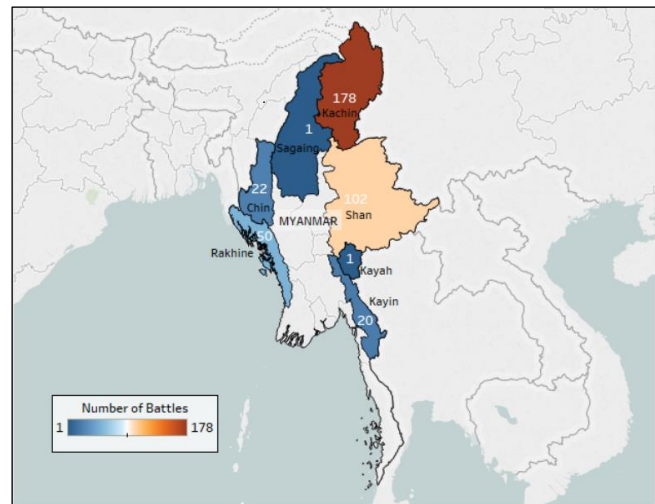 178
Kachin
1
Sagaing
22
Chin
102
Shan
MYANMAR
50
Rakhine
1
Kayah
Kayin
20
Number of Battles
1 178